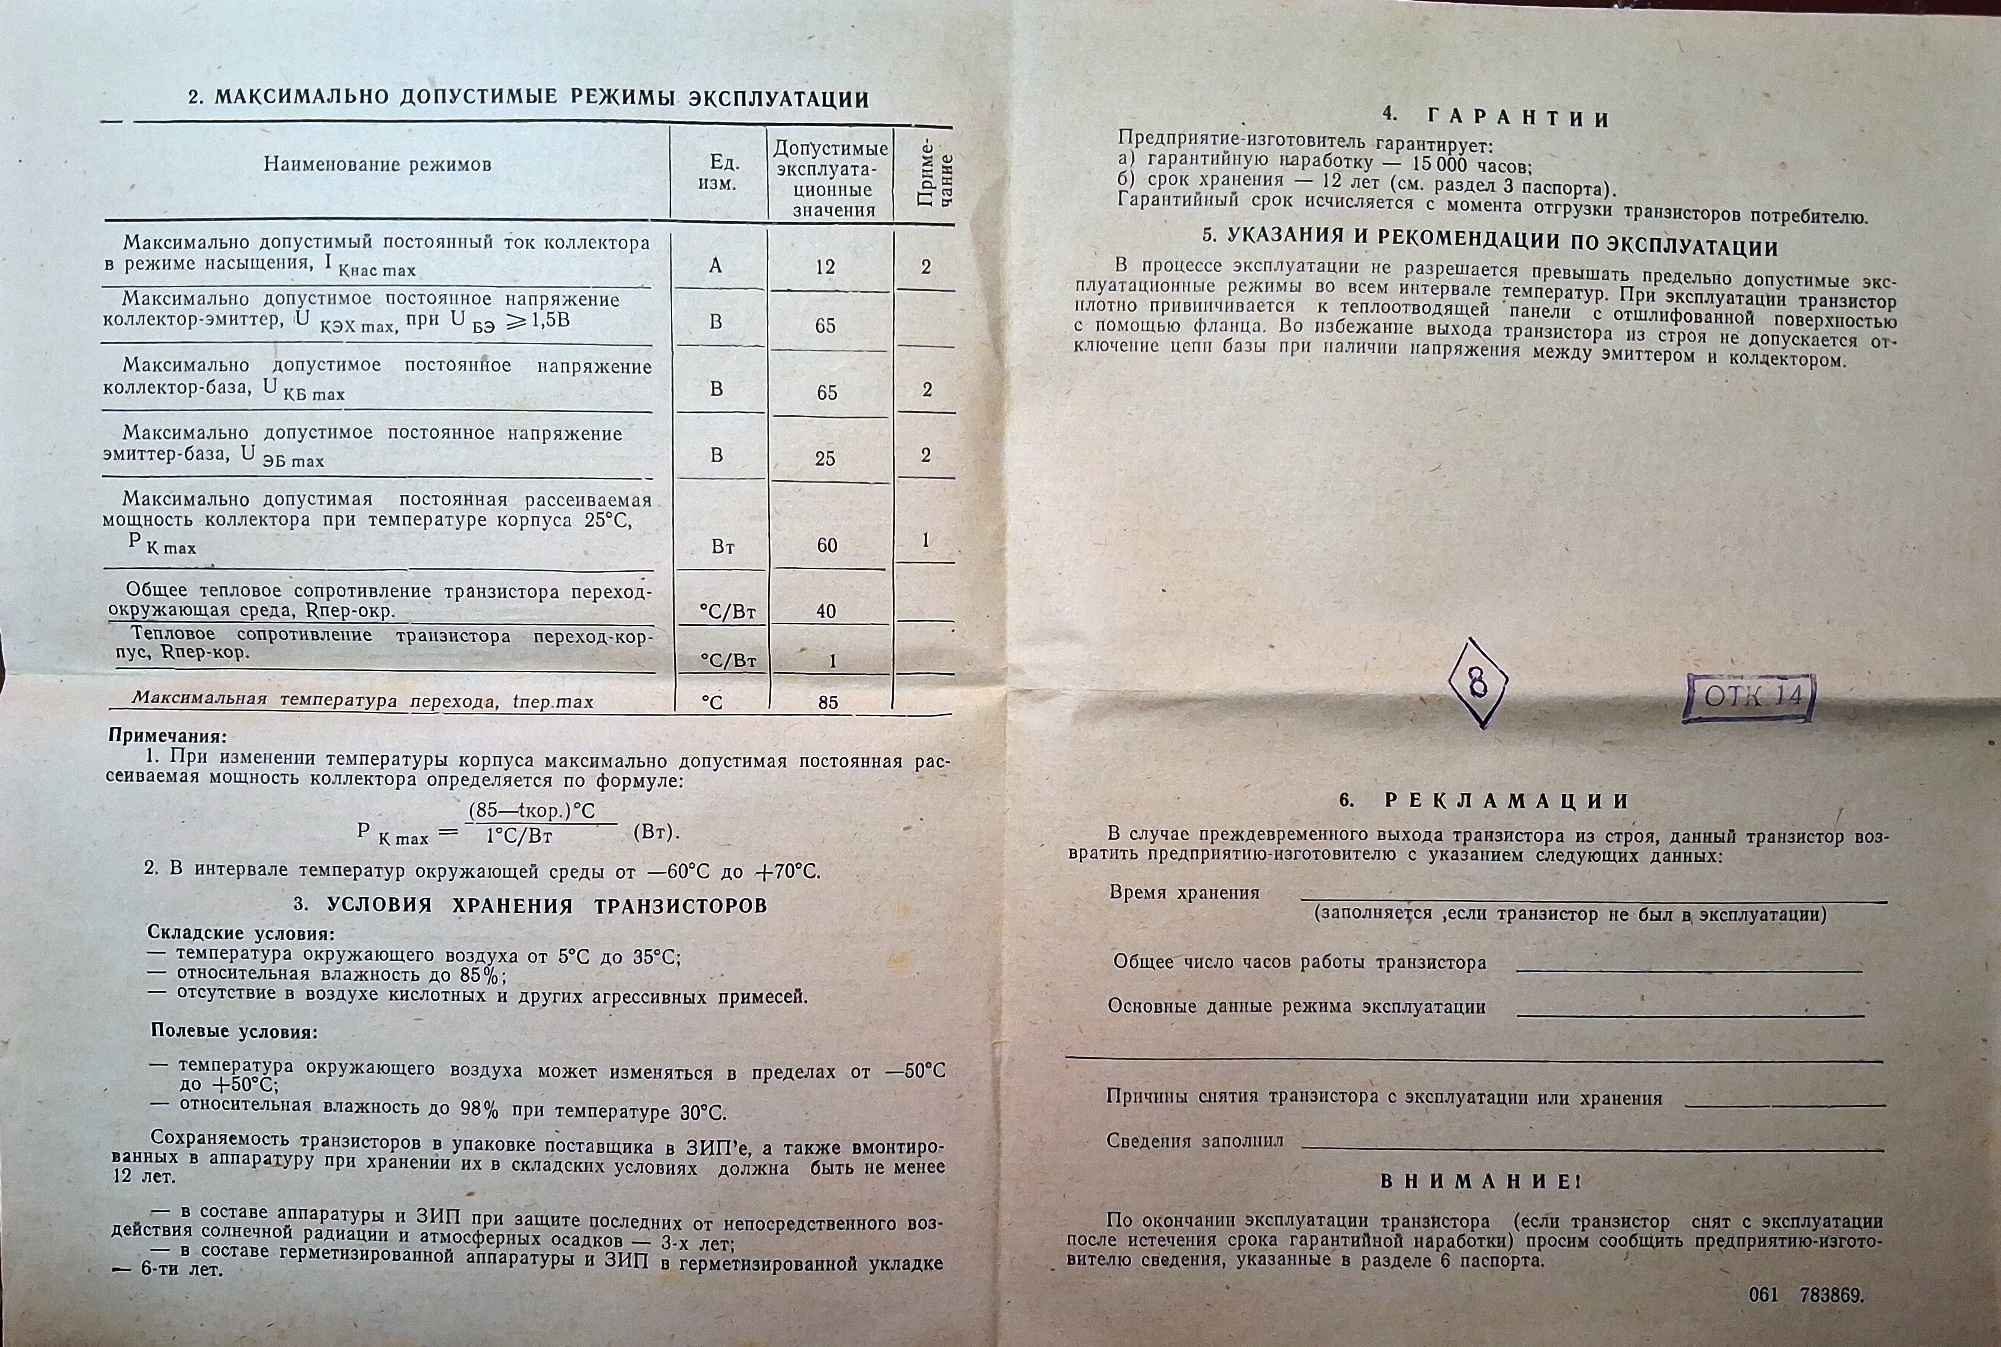 2. МАКСИМАЛЬНО ДОПУСТИМЫЕ РЕЖИМЫ ЭКСПЛУАТАЦИИ
Наименование режимов
Ед.
изм.
Допустимые
эксплуата-
ционные
значения
Приме-
чание
Максимально допустимый постоянный ток коллектора
в режиме насыщения, I Кнас max
А
12
2
Максимально допустимое постоянное напряжение
коллектор-эмиттер, U КЭХ max, при U БЭ ⩾ 1,5В
В
65
Максимально допустимое постоянное напряжение
коллектор-база, U КБ max
В
65
2
Максимально допустимое постоянное напряжение
эмиттер-база, U ЭБ max
В
25
2
Максимально допустимая постоянная рассеиваемая
мощность коллектора при температуре корпуса 25°С,
Р К max
Вт
60
1
Общее тепловое сопротивление транзистора переход-
окружающая среда, Rпер-окр.
°С/Вт
40
Тепловое сопротивление транзистора переход-кор-
пус, Rпер-кор.
°С/Вт
1
Максимальная температура перехода, tпер.max
°С
85
Примечания:
1. При изменении температуры корпуса максимально допустимая постоянная рас-
сеиваемая мощность коллектора определяется по формуле:
(85—tкор.)°С
Р К max = 1°С/Вт (Вт).
2. В интервале температур окружающей среды от —60°С до +70°С.
3. УСЛОВИЯ ХРАНЕНИЯ ТРАНЗИСТОРОВ
Складские условия:
— температура окружающего воздуха от 5°С до 35°С;
— относительная влажность до 85%;
— отсутствие в воздухе кислотных и других агрессивных примесей.
Полевые условия:
— температура окружающего воздуха может изменяться в пределах от —50°С
до +50°С;
— относительная влажность до 98% при температуре 30°С.
Сохраняемость транзисторов в упаковке поставщика в ЗИП’е, а также вмонтиро-
ванных в аппаратуру при хранении их в складских условиях должна быть не менее
12 лет.
— в составе аппаратуры и ЗИП при защите последних от непосредственного воз-
действия солнечной радиации и атмосферных осадков — 3-х лет;
— в составе герметизированной аппаратуры и ЗИП в герметизированной укладке
— 6-ти лет.
4. ГАРАНТИИ
Предприятие-изготовитель гарантирует:
а) гарантийную наработку — 15 000 часов;
б) срок хранения — 12 лет (см. раздел 3 паспорта).
Гарантийный срок исчисляется с момента отгрузки транзисторов потребителю.
5. УКАЗАНИЯ И РЕКОМЕНДАЦИИ ПО ЭКСПЛУАТАЦИИ
В процессе эксплуатации не разрешается превышать предельно допустимые экс-
плуатационные режимы во всем интервале температур. При эксплуатации транзистор
плотно привинчивается к теплоотводящей панели с отшлифованной поверхностью
с помощью фланца. Во избежание выхода транзистора из строя не допускается от-
ключение цепи базы при наличии напряжения между эмиттером и коллектором.
8
ОТК 14
6. РЕКЛАМАЦИИ
В случае преждевременного выхода транзистора из строя, данный транзистор воз-
вратить предприятию-изготовителю с указанием следующих данных:
Время хранения
(заполняется ,если транзистор не был в эксплуатации)
Общее число часов работы транзистора
Основные данные режима эксплуатации
Причины снятия транзистора с эксплуатации или хранения
Сведения заполнил
ВНИМАНИЕ!
По окончании эксплуатации транзистора (если транзистор снят с эксплуатации
после истечения срока гарантийной наработки) просим сообщить предприятию-изгото-
вителю сведения, указанные в разделе 6 паспорта.
061 783869.